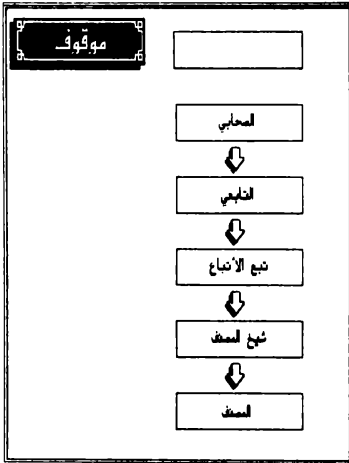 موقوف
الصحابي
التابعي
تبع الأتباع
شيخ المصنف
المصنف